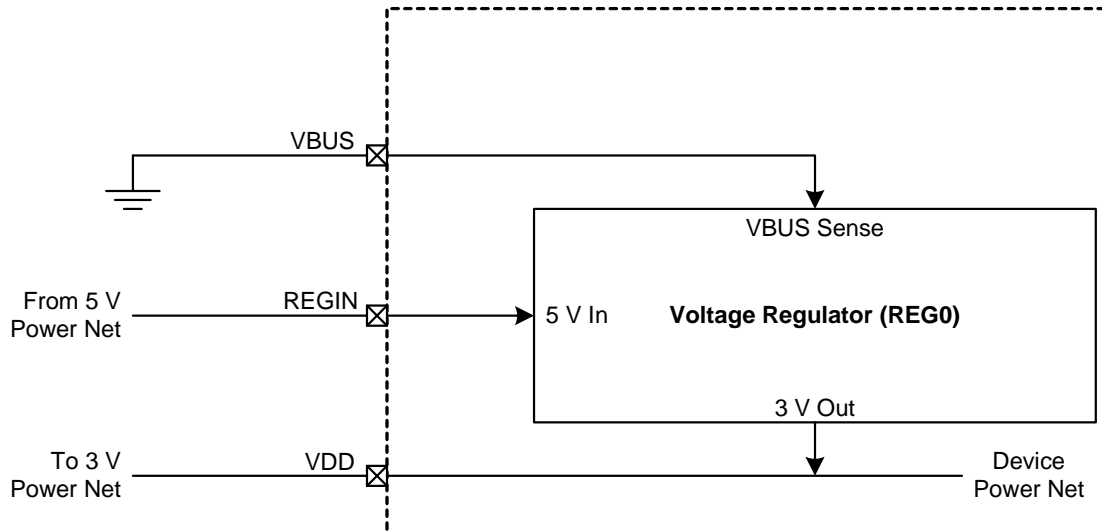 VBUS
VBUS Sense
From 5 V
Power Net
REGIN
5 V In
Voltage Regulator (REG0)
3 V Out
To 3 V
Power Net
VDD
Device
Power Net